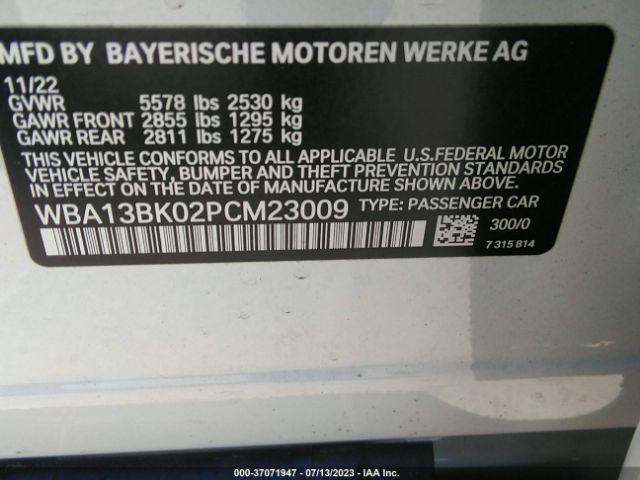 MFD BY BAYERISCHE MOTOREN WERKE AG
11/22
GVWR 5578 lbs 2530 kg
GAWR FRONT 2855 lbs 1295 kg
GAWR REAR 2811 lbs 1275 kg
THIS VEHICLE CONFORMS TO ALL APPLICABLE U.S.FEDERAL MOTOR
VEHICLE SAFETY, BUMPER, AND THEFT PREVENTION STANDARDS
IN EFFECT ON THE DATE OF MANUFACTURE SHOWN ABOVE.
WBA13BK02PCM23009 TYPE: PASSENGER CAR
300/0
7 315 814
000-37071947 - 07/13/2023 - IAA Inc.